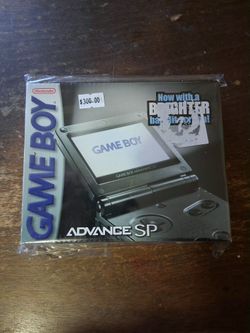 Nintendo
$300.00
Now with a
BRIGHTER
GAME BOY
GAME BOY
ADVANCE SP